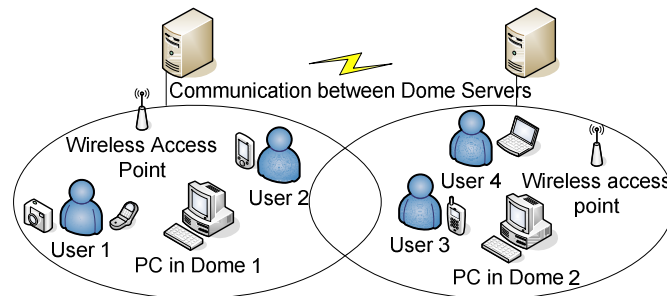 Communication between Dome Servers
Wireless Access
Point
User 2
User 1
PC in Dome 1
User 4
Wireless access
point
User 3
PC in Dome 2